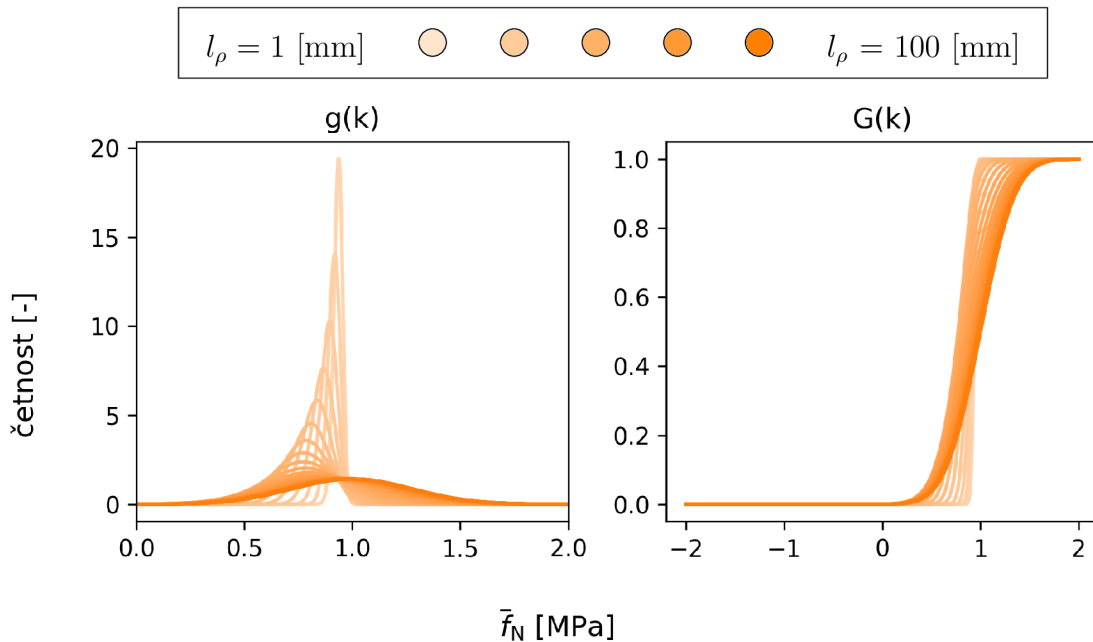 l_ρ = 1 [mm] l_ρ = 100 [mm]
g(k) G(k)
četnost [-]
20
15
10
5
0
0.0 0.5 1.0 1.5 2.0
1.0
0.8
0.6
0.4
0.2
0.0
−2 −1 0 1 2
f̄_N [MPa]